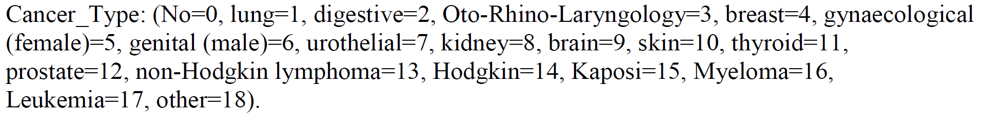 Cancer_Type: (No=0, lung=1, digestive=2, Oto-Rhino-Laryngology=3, breast=4, gynaecological
(female)=5, genital (male)=6, urothelial=7, kidney=8, brain=9, skin=10, thyroid=11,
prostate=12, non-Hodgkin lymphoma=13, Hodgkin=14, Kaposi=15, Myeloma=16,
Leukemia=17, other=18).